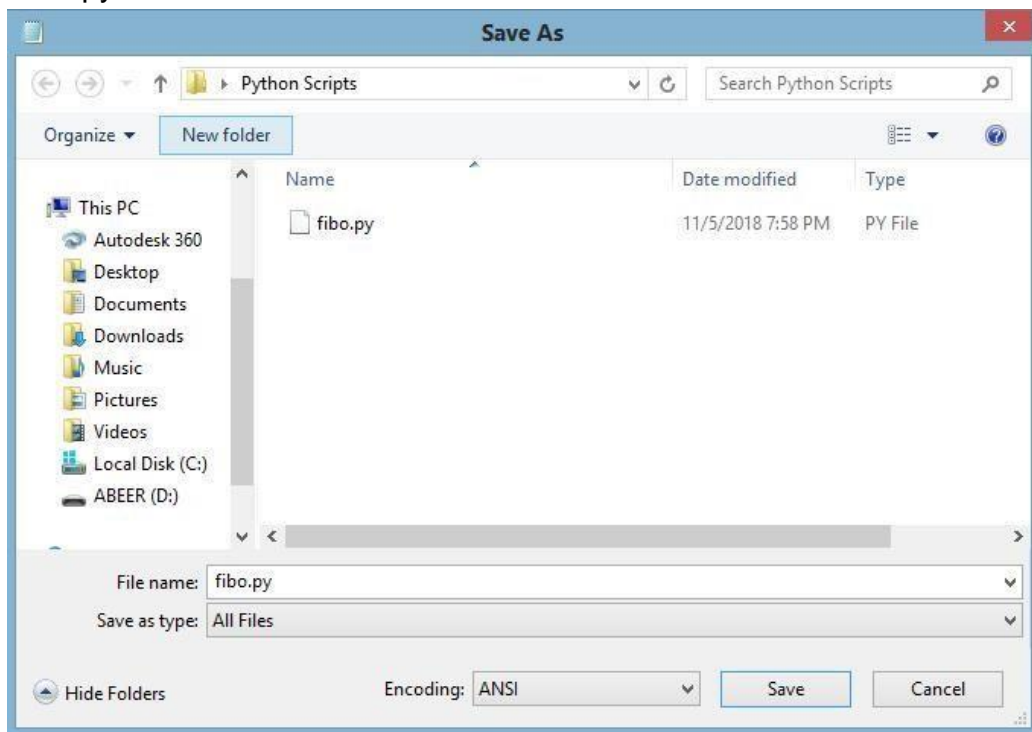 py
Save As
Python Scripts
Search Python Scripts
Organize
New folder
Name
Date modified
Type
This PC
fibo.py
11/5/2018 7:58 PM
PY File
Autodesk 360
Desktop
Documents
Downloads
Music
Pictures
Videos
Local Disk (C:)
ABEER (D:)
File name: fibo.py
Save as type: All Files
Hide Folders
Encoding: ANSI
Save
Cancel